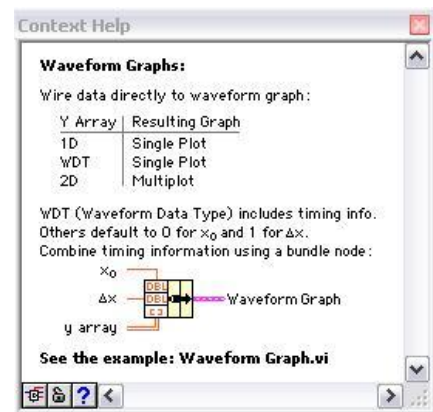 Context Help
Waveform Graphs:
Wire data directly to waveform graph:
Y Array Resulting Graph
1D Single Plot
WDT Single Plot
2D Multiplot
WDT (Waveform Data Type) includes timing info.
Others default to 0 for x₀ and 1 for Δx.
Combine timing information using a bundle node:
x₀
DBL
Δx DBL Waveform Graph
y array
See the example: Waveform Graph.vi
?